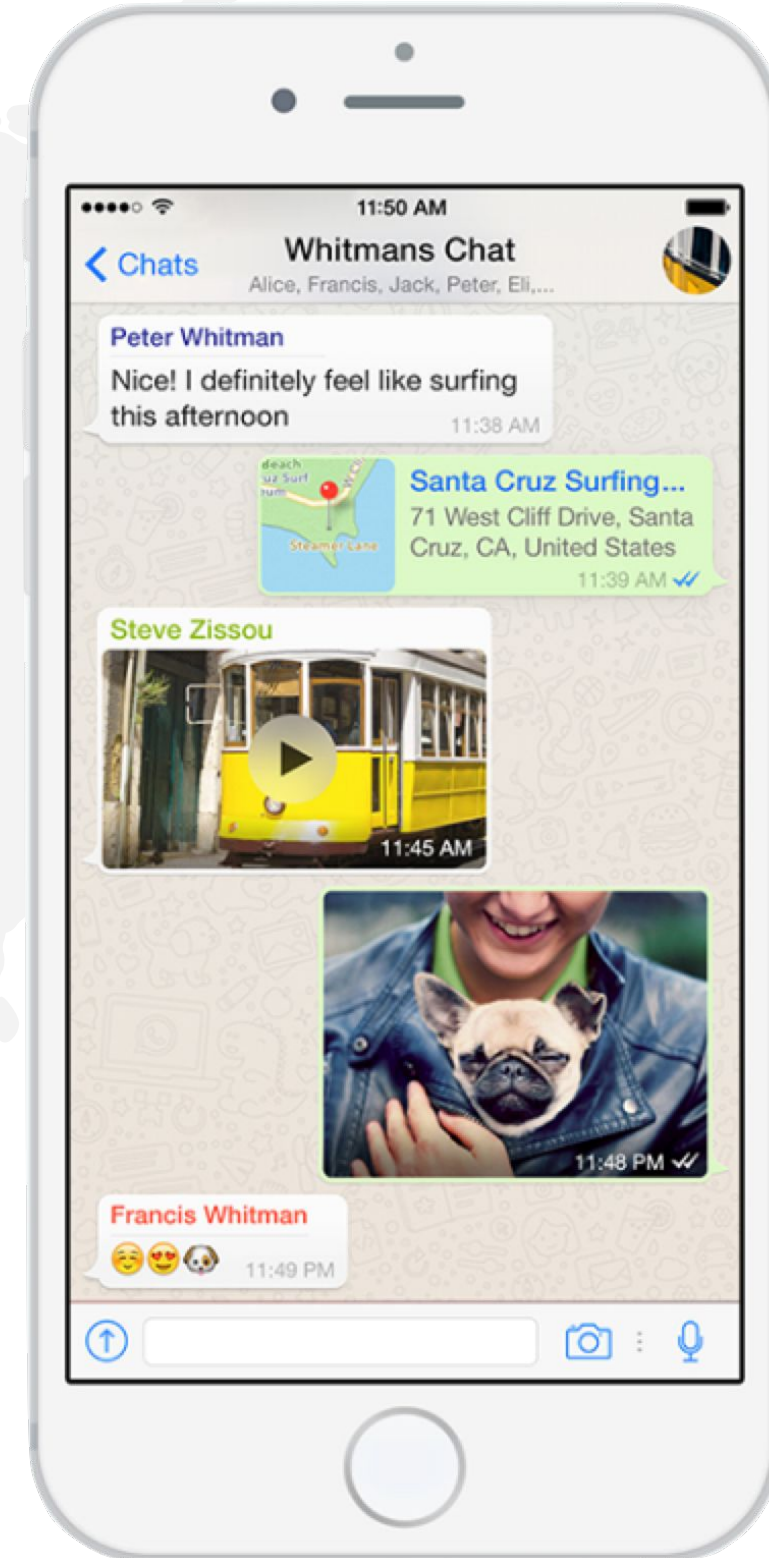 11:50 AM
Chats
Whitmans Chat
Alice, Francis, Jack, Peter, Eli,...
Peter Whitman
Nice! I definitely feel like surfing
this afternoon
11:38 AM
Santa Cruz Surfing...
71 West Cliff Drive, Santa
Cruz, CA, United States
11:39 AM
Steamer Lane
Steve Zissou
11:45 AM
11:48 PM
Francis Whitman
11:49 PM